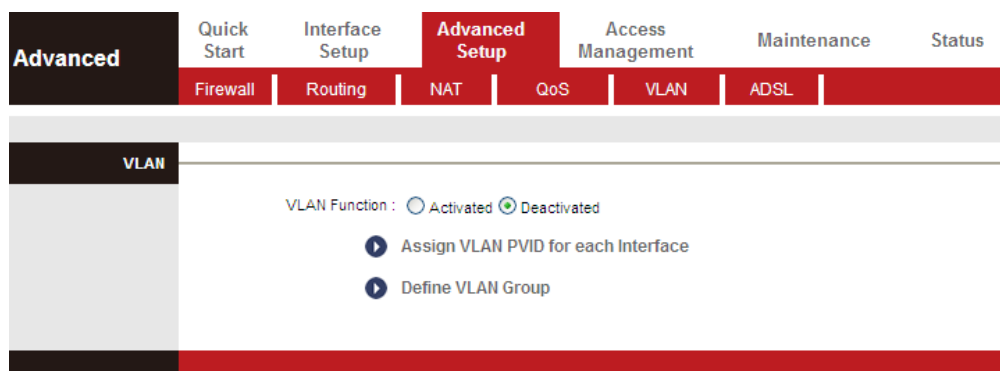 Advanced
Quick Start
Interface Setup
Advanced Setup
Access Management
Maintenance
Status
Firewall
Routing
NAT
QoS
VLAN
ADSL
VLAN
VLAN Function : Activated Deactivated
Assign VLAN PVID for each Interface
Define VLAN Group